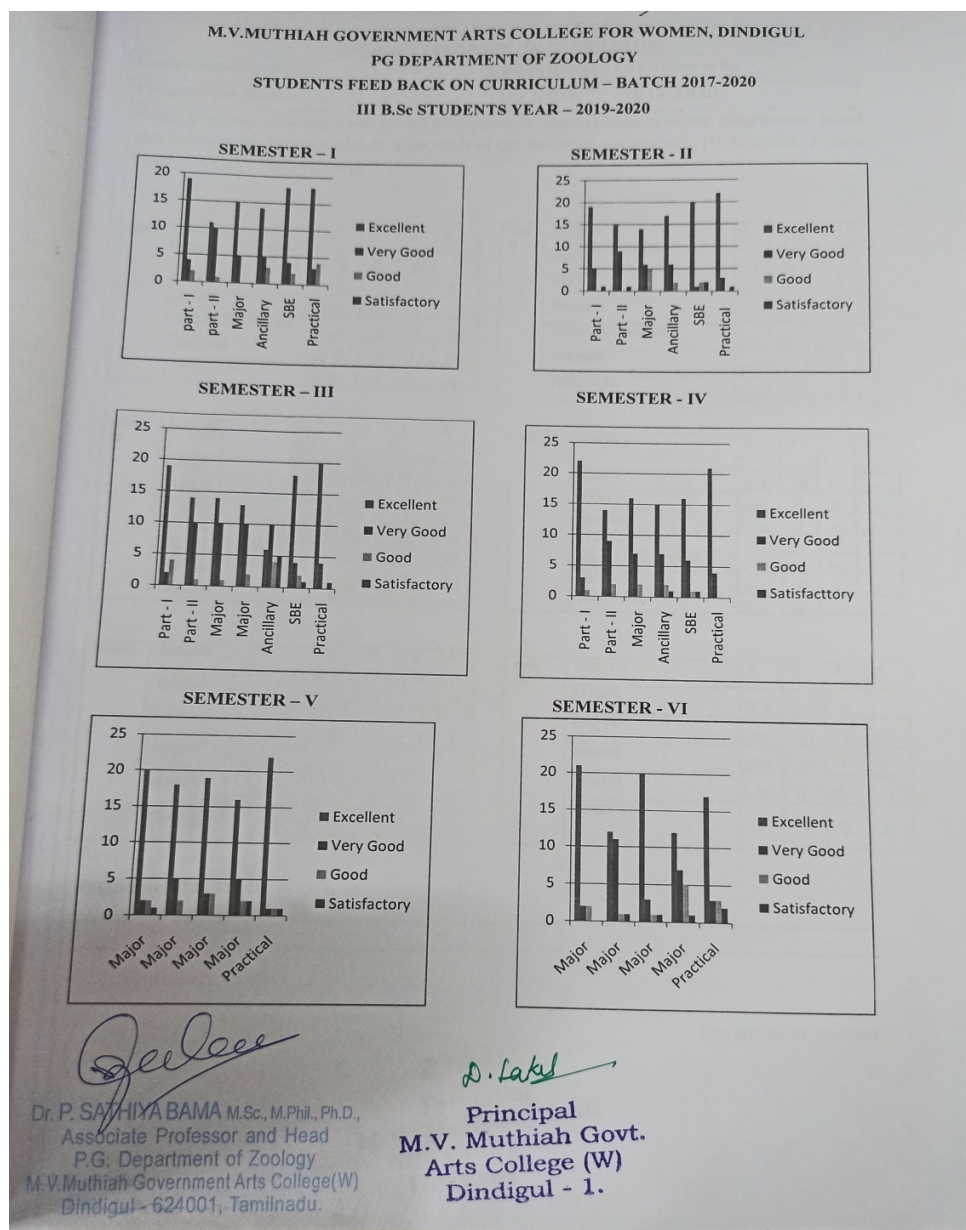 M.V.MUTHIAH GOVERNMENT ARTS COLLEGE FOR WOMEN, DINDIGUL
PG DEPARTMENT OF ZOOLOGY
STUDENTS FEED BACK ON CURRICULUM – BATCH 2017-2020
III B.Sc STUDENTS YEAR – 2019-2020
SEMESTER – I
20
15
10
5
0
part - I
part - II
Major
Ancillary
SBE
Practical
Excellent
Very Good
Good
Satisfactory
SEMESTER - II
25
20
15
10
5
0
Part - I
Part - II
Major
Ancillary
SBE
Practical
Excellent
Very Good
Good
Satisfactory
SEMESTER – III
25
20
15
10
5
0
Part - I
Part - II
Major
Major
Ancillary
SBE
Practical
Excellent
Very Good
Good
Satisfactory
SEMESTER - IV
25
20
15
10
5
0
Part - I
Part - II
Major
Ancillary
SBE
Practical
Excellent
Very Good
Good
Satisfacttory
SEMESTER – V
25
20
15
10
5
0
Major
Major
Major
Major
Practical
Excellent
Very Good
Good
Satisfactory
SEMESTER - VI
25
20
15
10
5
0
Major
Major
Major
Major
Practical
Excellent
Very Good
Good
Satisfactory
Dr. P. SATHIYA BAMA M.Sc., M.Phil., Ph.D.,
Associate Professor and Head
P.G. Department of Zoology
M.V.Muthiah Government Arts College(W)
Dindigul - 624001, Tamilnadu.
Principal
M.V. Muthiah Govt.
Arts College (W)
Dindigul - 1.